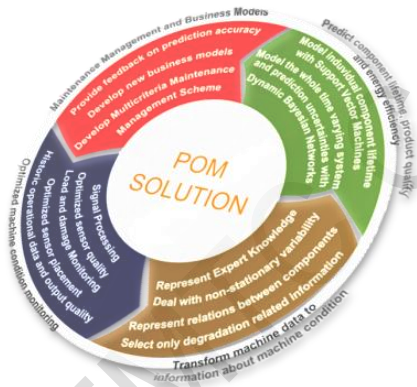 Maintenance Management and Business Models
Provide feedback on prediction accuracy
Develop new business models
Develop Multicriteria Maintenance
Management Scheme
Predict component lifetime, product quality
and energy efficiency
Model induvidual component lifetime
with Support Vector Machines
Model the whole time varying system
and prediction uncertainties with
Dynamic Bayesian Networks
POM
SOLUTION
Represent Expert Knowledge
Deal with non-stationary variability
Represent relations between components
Select only degradation related information
Transform machine data to
information about machine condition
Signal Processing
Optimized sensor quality
Load and damage Monitoring
Optimized sensor placement
Historic operational data and output quality
Optimized machine condition monitoring